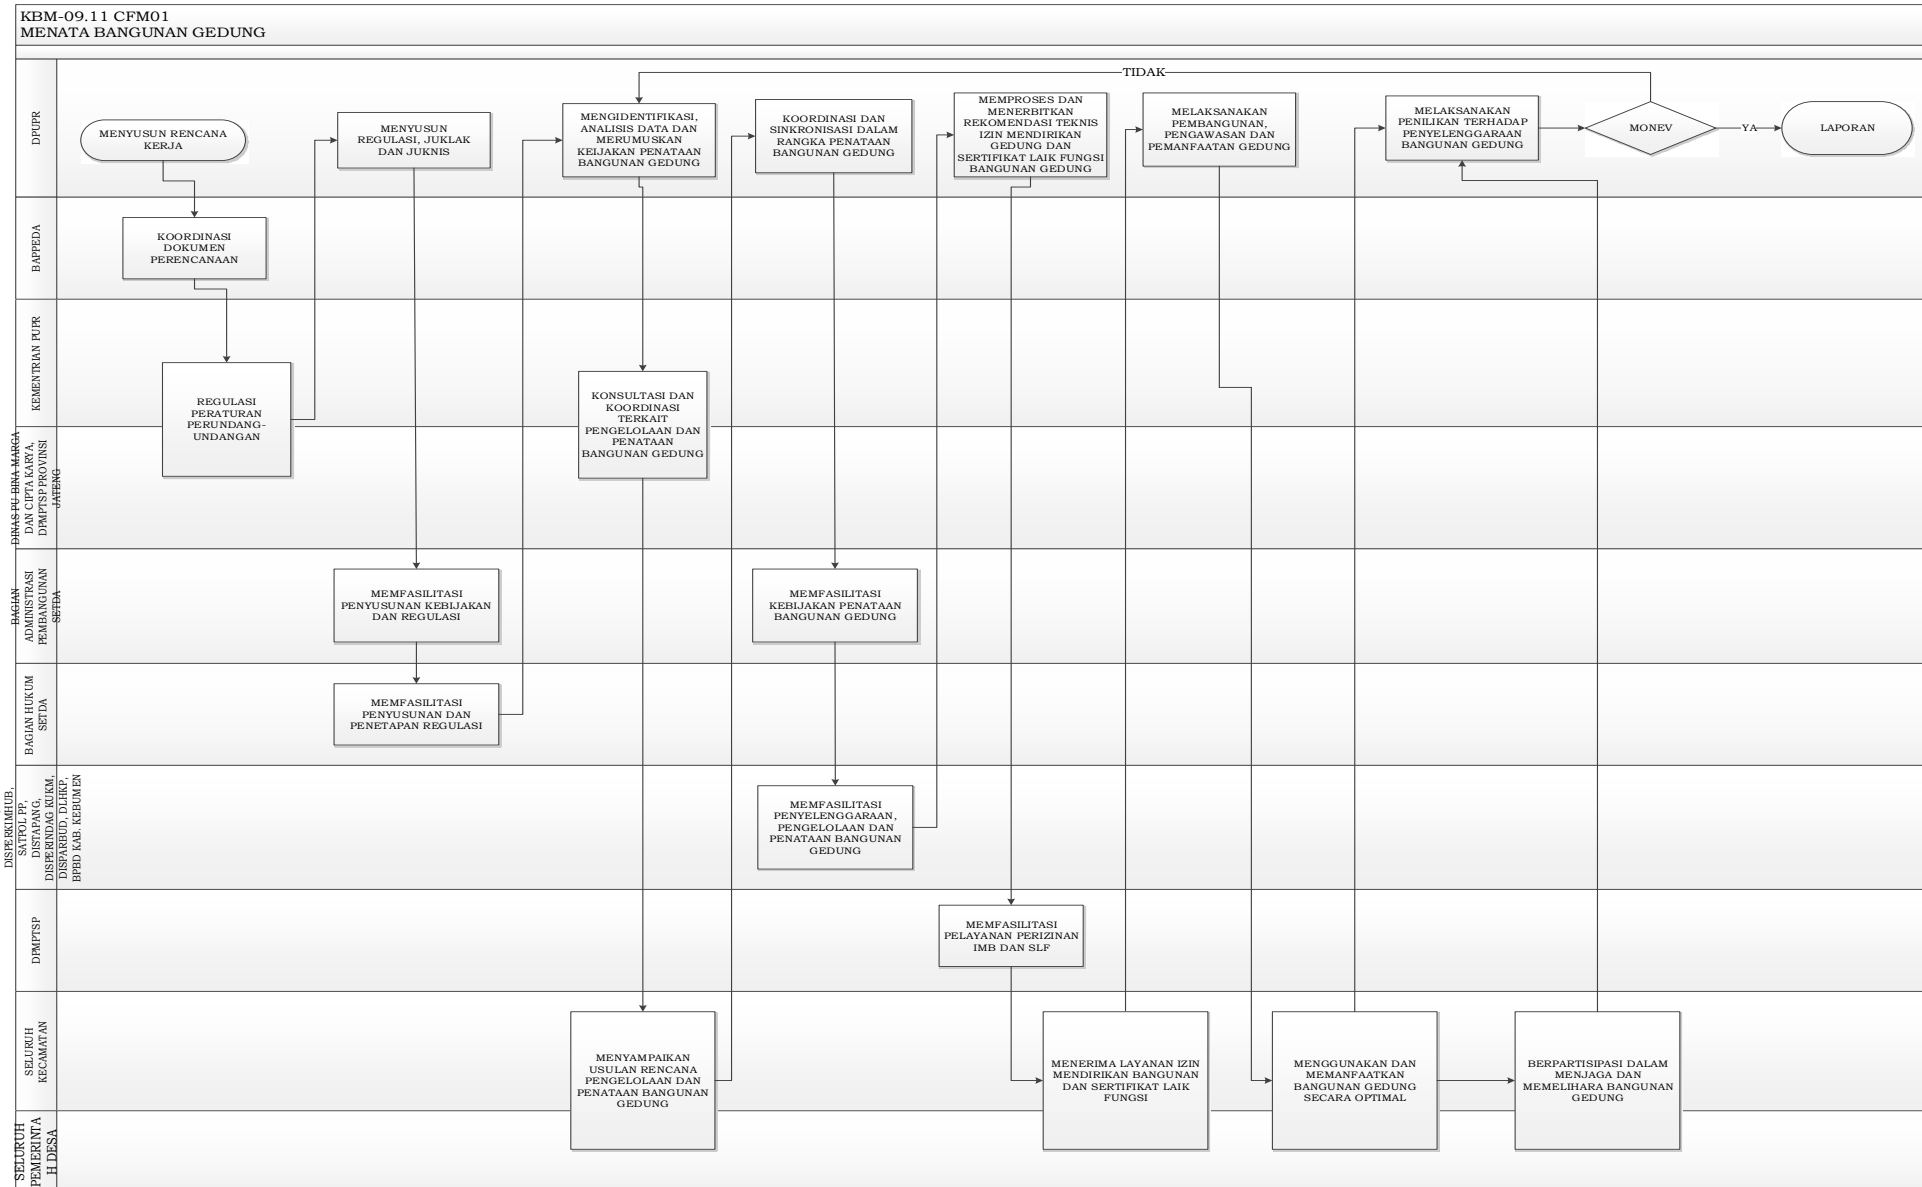 KBM-09.11 CFM01
MENATA BANGUNAN GEDUNG
DPUPR
MENYUSUN RENCANA
KERJA
MENYUSUN
REGULASI, JUKLAK
DAN JUKNIS
MENGIDENTIFIKASI,
ANALISIS DATA DAN
MERUMUSKAN
KEIJAKAN PENATAAN
BANGUNAN GEDUNG
KOORDINASI DAN
SINKRONISASI DALAM
RANGKA PENATAAN
BANGUNAN GEDUNG
MEMPROSES DAN
MENERBITKAN
REKOMENDASI TEKNIS
IZIN MENDIRIKAN
GEDUNG DAN
SERTIFIKAT LAIK FUNGSI
BANGUNAN GEDUNG
MELAKSANAKAN
PEMBANGUNAN,
PENGAWASAN DAN
PEMANFAATAN GEDUNG
MELAKSANAKAN
PENILIKAN TERHADAP
PENYELENGGARAAN
BANGUNAN GEDUNG
TIDAK
MONEV
YA
LAPORAN
BAPPEDA
KOORDINASI
DOKUMEN
PERENCANAAN
KEMENTRIAN PUPR
REGULASI
PERATURAN
PERUNDANG-
UNDANGAN
KONSULTASI DAN
KOORDINASI
TERKAIT
PENGELOLAAN DAN
PENATAAN
BANGUNAN GEDUNG
DINAS PU BINA MARGA
DAN CIPTA KARYA,
DPMPTSP PROVINSI
JATENG
BAGIAN
ADMINISTRASI
PEMBANGUNAN
SETDA
MEMFASILITASI
PENYUSUNAN KEBIJAKAN
DAN REGULASI
MEMFASILITASI
KEBIJAKAN PENATAAN
BANGUNAN GEDUNG
BAGIAN HUKUM
SETDA
MEMFASILITASI
PENYUSUNAN DAN
PENETAPAN REGULASI
DISPERKIMHUB,
SATPOL PP,
DISTAPANG,
DISPERINDAG KUKM,
DISPARBUD, DLHKP,
BPBD KAB. KEBUMEN
MEMFASILITASI
PENYELENGGARAAN,
PENGELOLAAN DAN
PENATAAN BANGUNAN
GEDUNG
DPMPTSP
MEMFASILITASI
PELAYANAN PERIZINAN
IMB DAN SLF
SELURUH
KECAMATAN
MENYAMPAIKAN
USULAN RENCANA
PENGELOLAAN DAN
PENATAAN BANGUNAN
GEDUNG
MENERIMA LAYANAN IZIN
MENDIRIKAN BANGUNAN
DAN SERTIFIKAT LAIK
FUNGSI
MENGGUNAKAN DAN
MEMANFAATKAN
BANGUNAN GEDUNG
SECARA OPTIMAL
BERPARTISIPASI DALAM
MENJAGA DAN
MEMELIHARA BANGUNAN
GEDUNG
SELURUH
PEMERINTA
H DESA